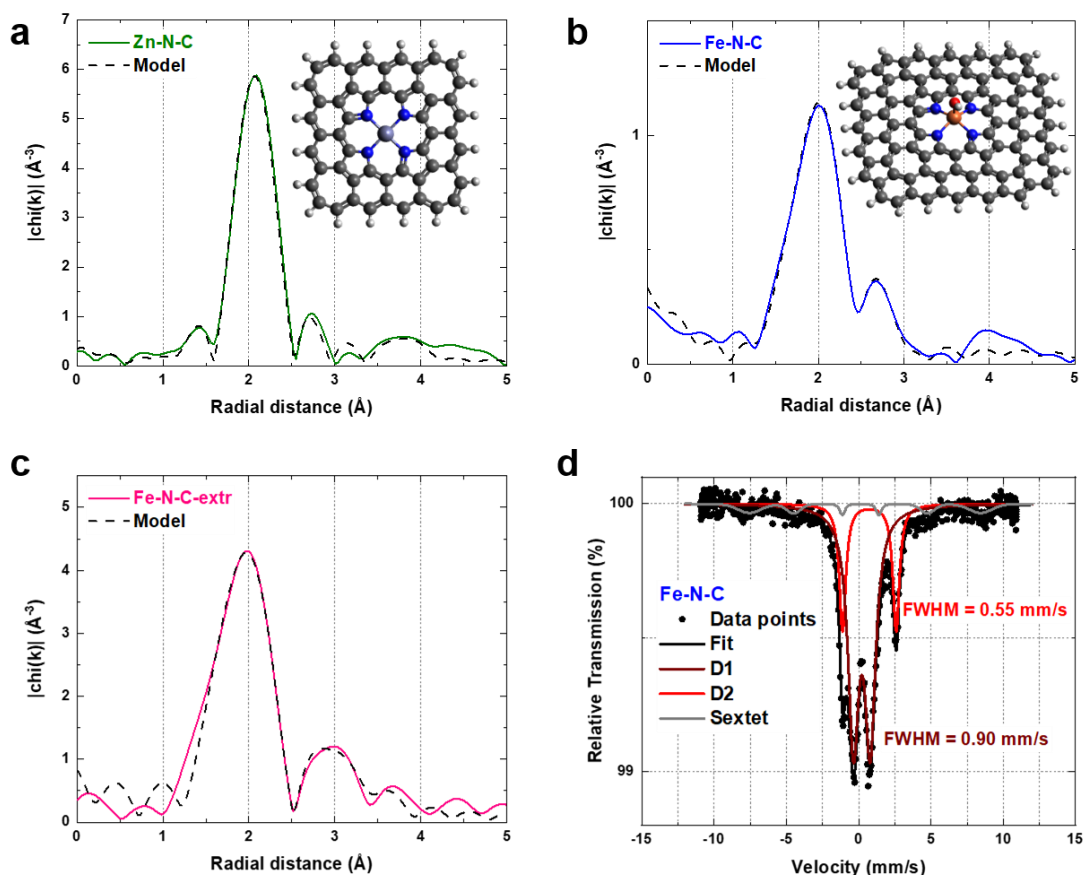 a
7
6
5
4
3
2
1
0
|chi(k)| (Å⁻³)
Zn-N-C
Model
0 1 2 3 4 5
Radial distance (Å)
b
1
0
|chi(k)| (Å⁻³)
Fe-N-C
Model
0 1 2 3 4 5
Radial distance (Å)
c
5
4
3
2
1
0
|chi(k)| (Å⁻³)
Fe-N-C-extr
Model
0 1 2 3 4 5
Radial distance (Å)
d
100
99
Relative Transmission (%)
Fe-N-C
Data points
Fit
D1
D2
Sextet
FWHM = 0.55 mm/s
FWHM = 0.90 mm/s
-15 -10 -5 0 5 10 15
Velocity (mm/s)